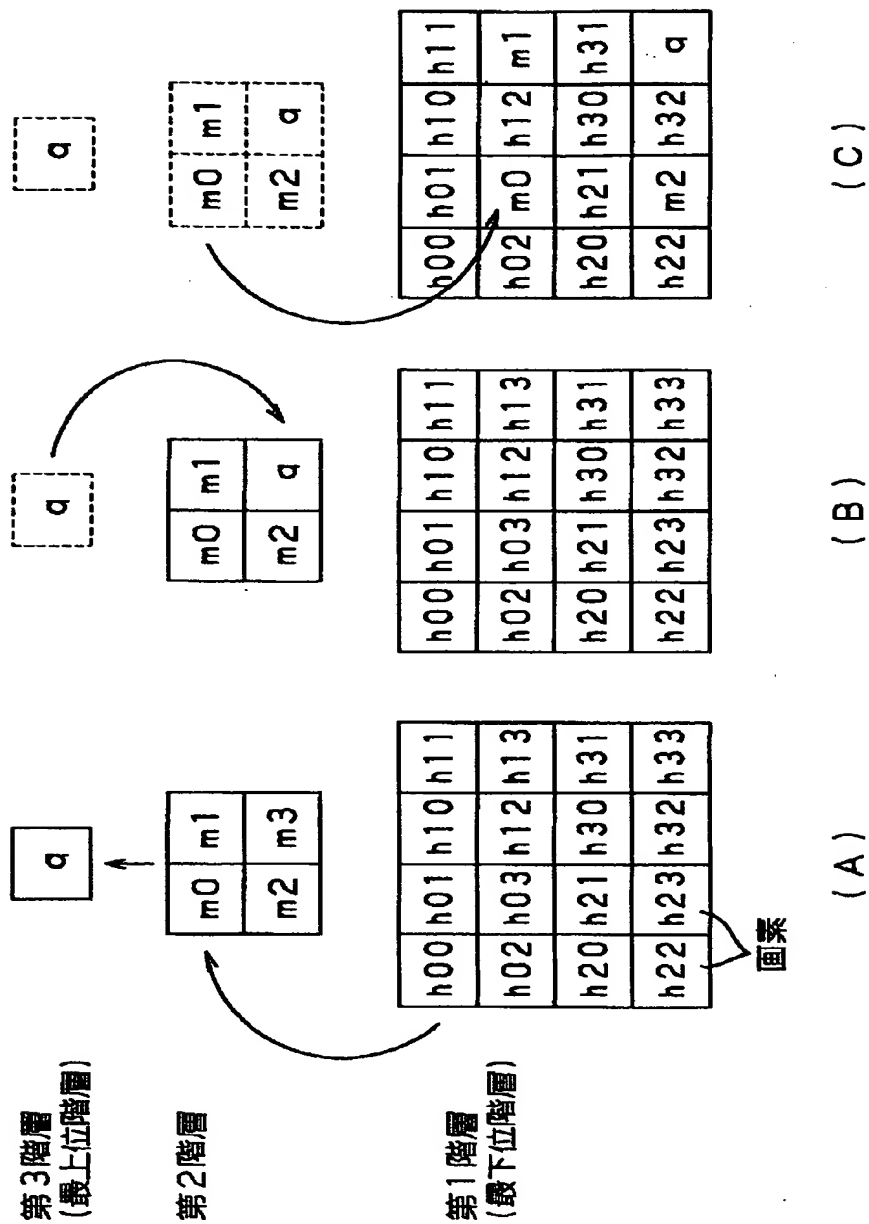 第3階層
(最上位階層)
第2階層
第1階層
(最下位階層)
q
m0 m1
m2 m3
h00 h01 h10 h11
h02 h03 h12 h13
h20 h21 h30 h31
h22 h23 h32 h33
画素
(A)
q
m0 m1
m2 q
h00 h01 h10 h11
h02 h03 h12 h13
h20 h21 h30 h31
h22 h23 h32 h33
(B)
q
m0 m1
m2 q
h00 h01 h10 h11
h02 m0 h12 m1
h20 h21 h30 h31
h22 m2 h32 q
(C)